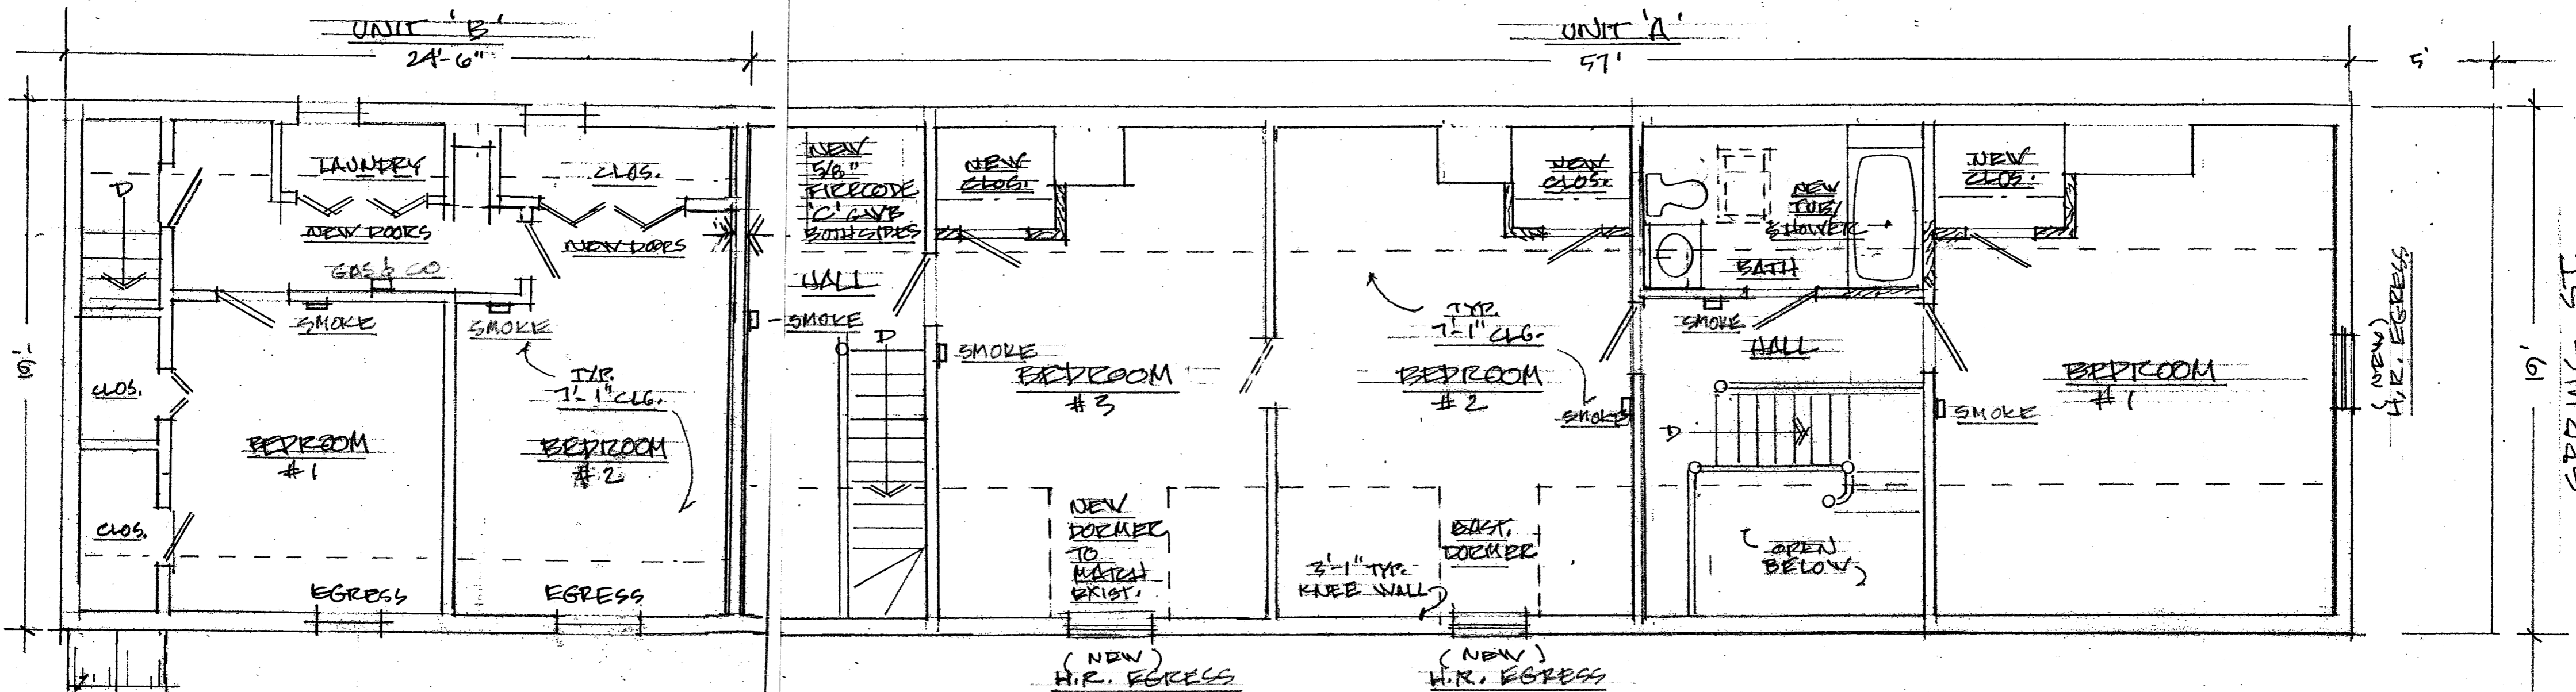 UNIT 'B'
24'-6"
UNIT 'A'
57'
5'
19'
D
LAUNDRY
NEW DOORS
CLOS.
NEW DOORS
GAS & CO
SMOKE
SMOKE
TYP.
7'-1" CLG.
CLOS.
CLOS.
BEDROOM
#1
BEDROOM
#2
EGRESS
EGRESS
NEW
5/8"
FIRECODE
'C' GWB
BOTH SIDES
HALL
SMOKE
D
NEW
CLOS.
SMOKE
BEDROOM
#3
NEW
DORMER
TO
MATCH
EXIST.
(NEW)
H.R. EGRESS
NEW
CLOS.
TYP.
7'-1" CLG.
BEDROOM
#2
SMOKE
3'-1" TYP.
KNEE WALL
EXIST.
DORMER
(NEW)
H.R. EGRESS
NEW
TUB/
SHOWER
BATH
SMOKE
HALL
D
OPEN
BELOW
NEW
CLOS.
BEDROOM
#1
SMOKE
(NEW)
H.R. EGRESS
19'